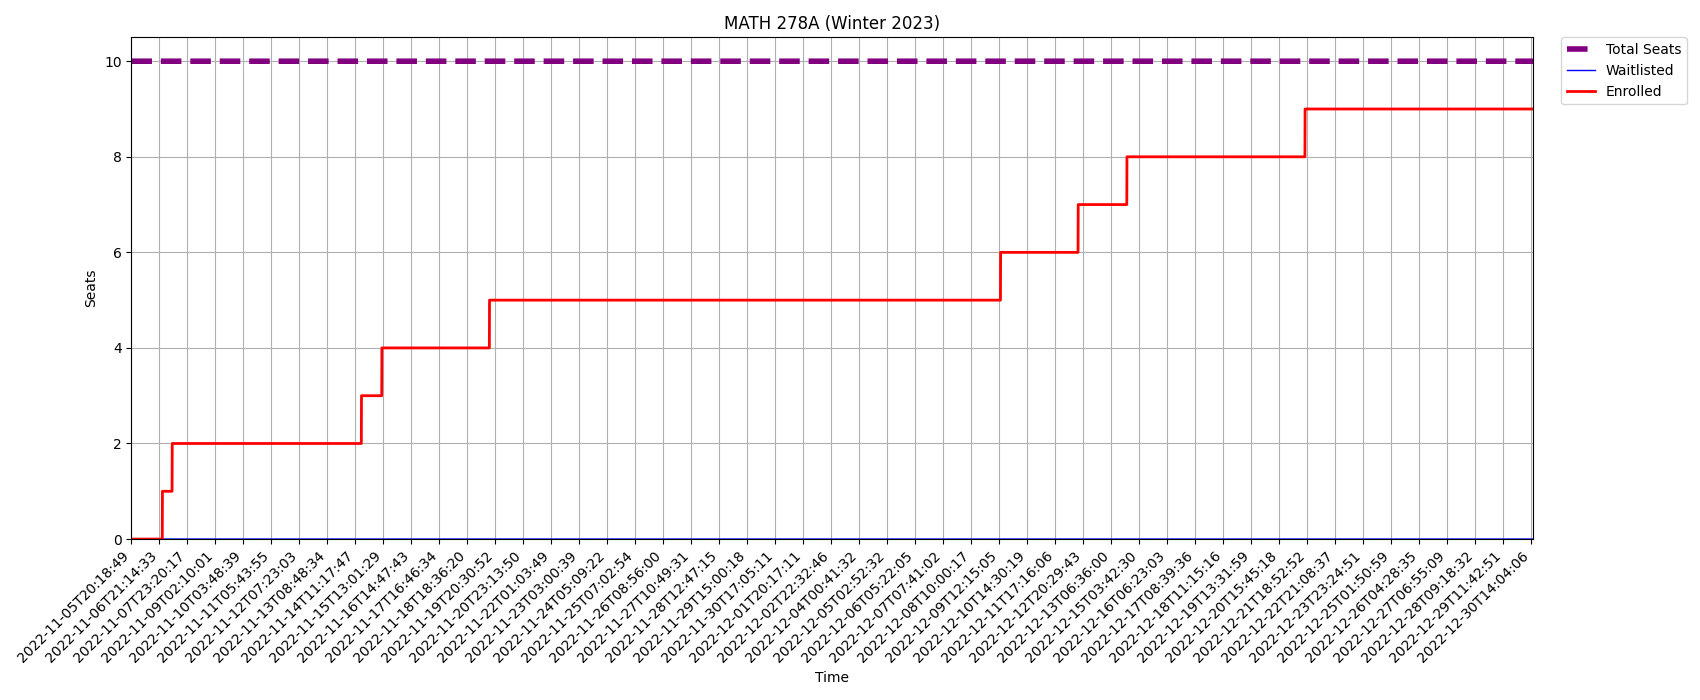 MATH 278A (Winter 2023)
Total Seats
Waitlisted
Enrolled
10
8
6
4
2
0
Seats
2022-11-05T20:18:49
2022-11-06T21:14:33
2022-11-07T23:20:17
2022-11-09T02:10:01
2022-11-10T03:48:39
2022-11-11T05:43:55
2022-11-12T07:23:03
2022-11-13T08:48:34
2022-11-14T11:17:47
2022-11-15T13:01:29
2022-11-16T14:47:43
2022-11-17T16:46:34
2022-11-18T18:36:20
2022-11-19T20:30:52
2022-11-20T23:13:50
2022-11-22T01:03:49
2022-11-23T03:00:39
2022-11-24T05:09:22
2022-11-25T07:02:54
2022-11-26T08:56:00
2022-11-27T10:49:31
2022-11-28T12:47:15
2022-11-29T15:00:18
2022-11-30T17:05:11
2022-12-01T20:17:11
2022-12-02T22:32:46
2022-12-04T00:41:32
2022-12-05T02:52:32
2022-12-06T05:22:05
2022-12-07T07:41:02
2022-12-08T10:00:17
2022-12-09T12:15:05
2022-12-10T14:30:19
2022-12-11T17:16:06
2022-12-12T20:29:43
2022-12-13T06:36:00
2022-12-15T03:42:30
2022-12-16T06:23:03
2022-12-17T08:39:36
2022-12-18T11:15:16
2022-12-19T13:31:59
2022-12-20T15:45:18
2022-12-21T18:52:52
2022-12-22T21:08:37
2022-12-23T23:24:51
2022-12-25T01:50:59
2022-12-26T04:28:35
2022-12-27T06:55:09
2022-12-28T09:18:32
2022-12-29T11:42:51
2022-12-30T14:04:06
Time